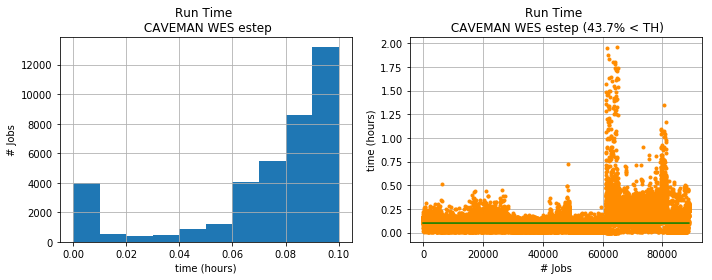 Run Time
CAVEMAN WES estep
# Jobs
12000
10000
8000
6000
4000
2000
0
0.00 0.02 0.04 0.06 0.08 0.10
time (hours)
Run Time
CAVEMAN WES estep (43.7% < TH)
time (hours)
2.00
1.75
1.50
1.25
1.00
0.75
0.50
0.25
0.00
0 20000 40000 60000 80000
# Jobs